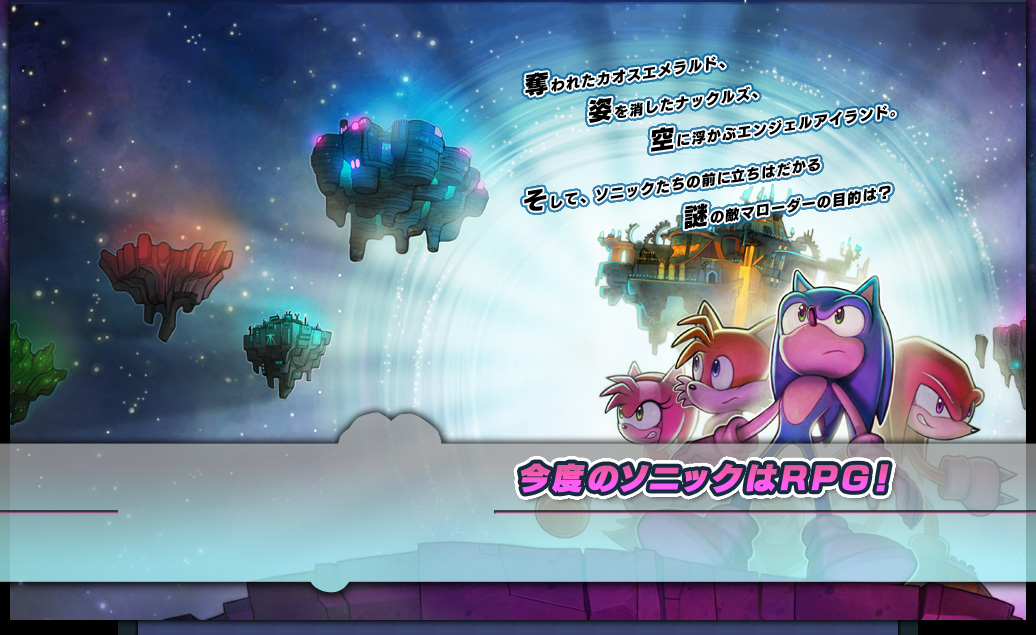 奪われたカオスエメラルド、
姿を消したナックルズ、
空に浮かぶエンジェルアイランド。
そして、ソニックたちの前に立ちはだかる
謎の敵マローダーの目的は?
今度のソニックはRPG!